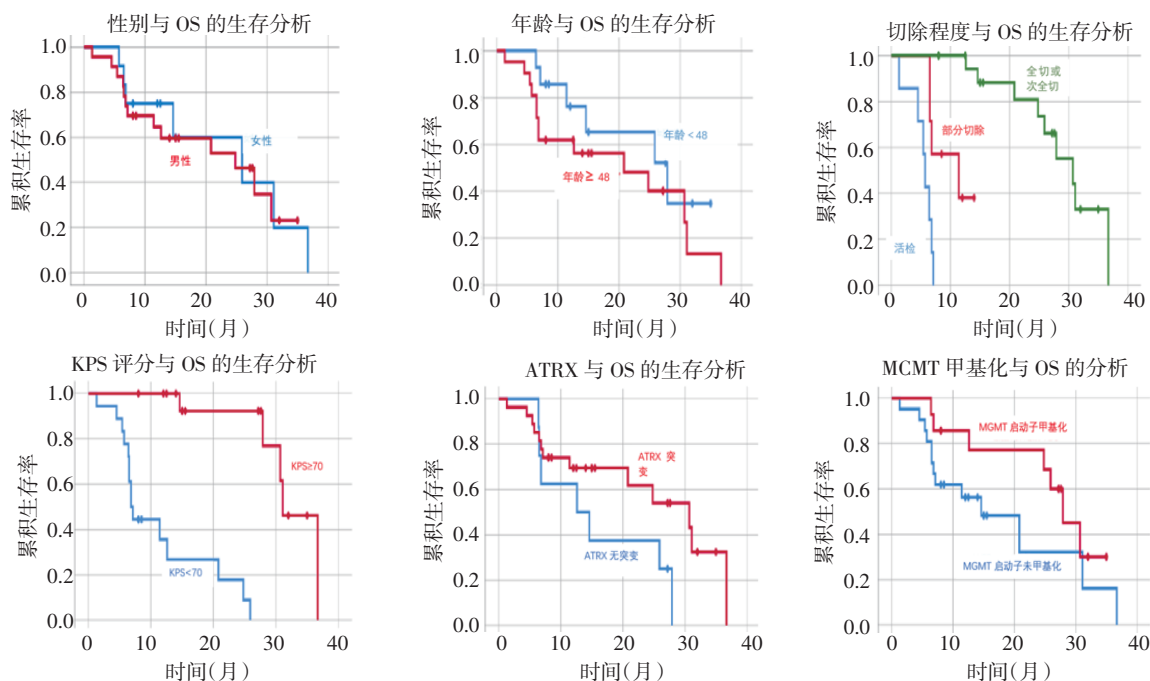 性别与 OS 的生存分析
累积生存率
1.0
0.8
0.6
0.4
0.2
0.0
女性
男性
0 10 20 30 40
时间(月)
年龄与 OS 的生存分析
累积生存率
1.0
0.8
0.6
0.4
0.2
0.0
年龄<48
年龄≥ 48
0 10 20 30 40
时间(月)
切除程度与 OS 的生存分析
累积生存率
1.0
0.8
0.6
0.4
0.2
0.0
全切或
次全切
部分切除
活检
0 10 20 30 40
时间(月)
KPS 评分与 OS 的生存分析
累积生存率
1.0
0.8
0.6
0.4
0.2
0.0
KPS≥70
KPS<70
0 10 20 30 40
时间(月)
ATRX 与 OS 的生存分析
累积生存率
1.0
0.8
0.6
0.4
0.2
0.0
ATRX 突
变
ATRX 无突变
0 10 20 30 40
时间(月)
MCMT 甲基化与 OS 的分析
累积生存率
1.0
0.8
0.6
0.4
0.2
0.0
MGMT 启动子甲基化
MGMT 启动子未甲基化
0 10 20 30 40
时间(月)